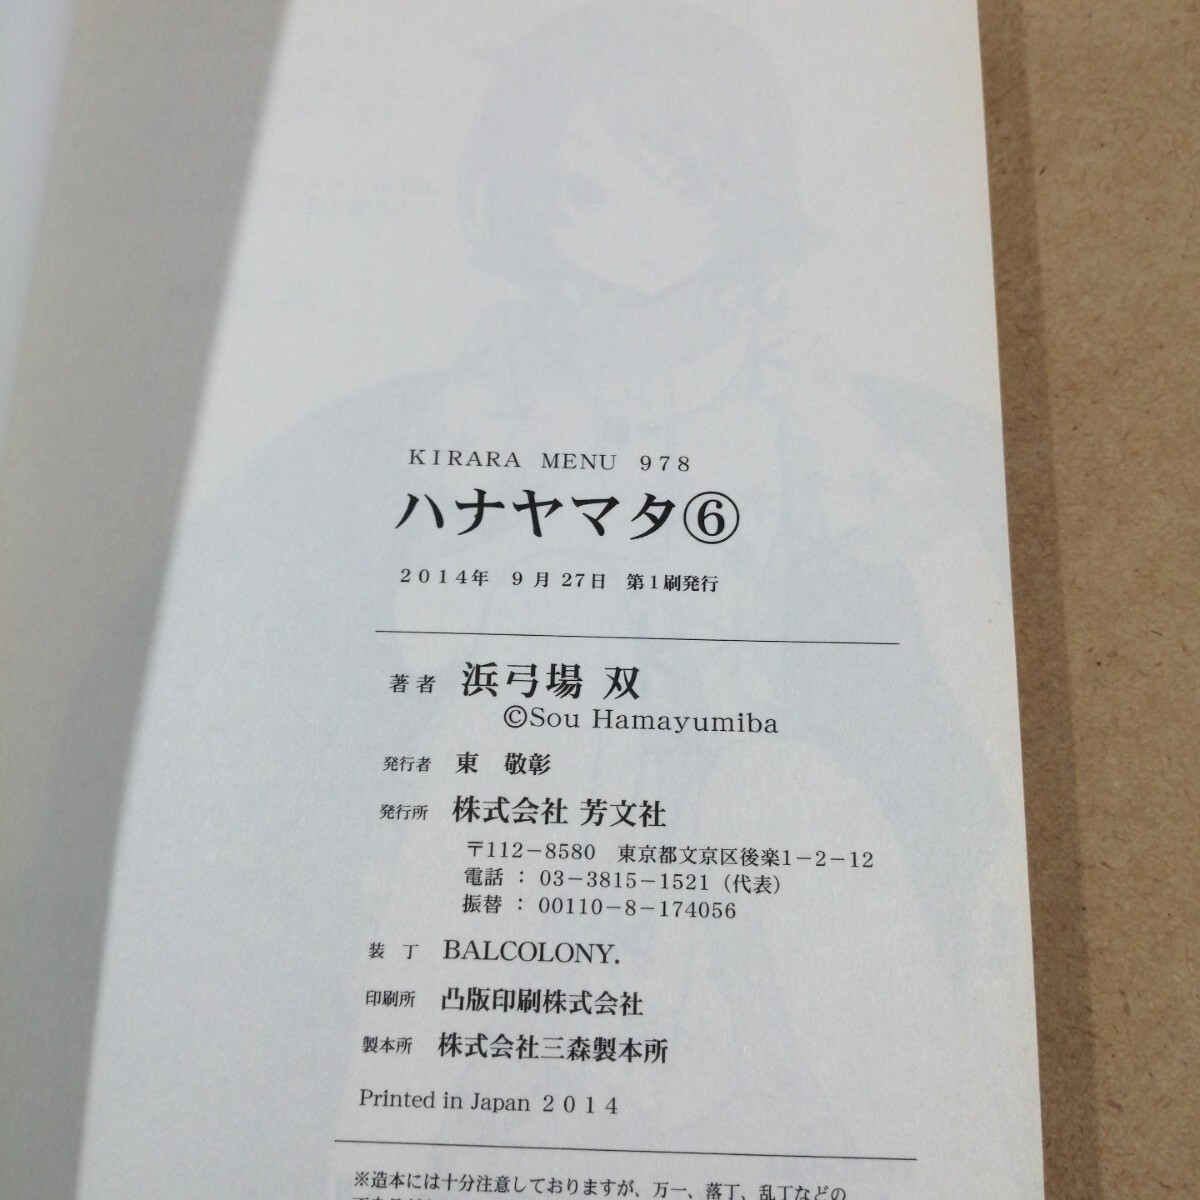 KIRARA MENU 978
ハナヤマタ⑥
2014年 9月27日 第1刷発行
著者 浜弓場 双
©Sou Hamayumiba
発行者 東 敬彰
発行所 株式会社 芳文社
〒112-8580 東京都文京区後楽1-2-12
電話：03-3815-1521（代表）
振替：00110-8-174056
装丁 BALCOLONY.
印刷所 凸版印刷株式会社
製本所 株式会社三森製本所
Printed in Japan 2014
※造本には十分注意しておりますが、万一、落丁、乱丁などの